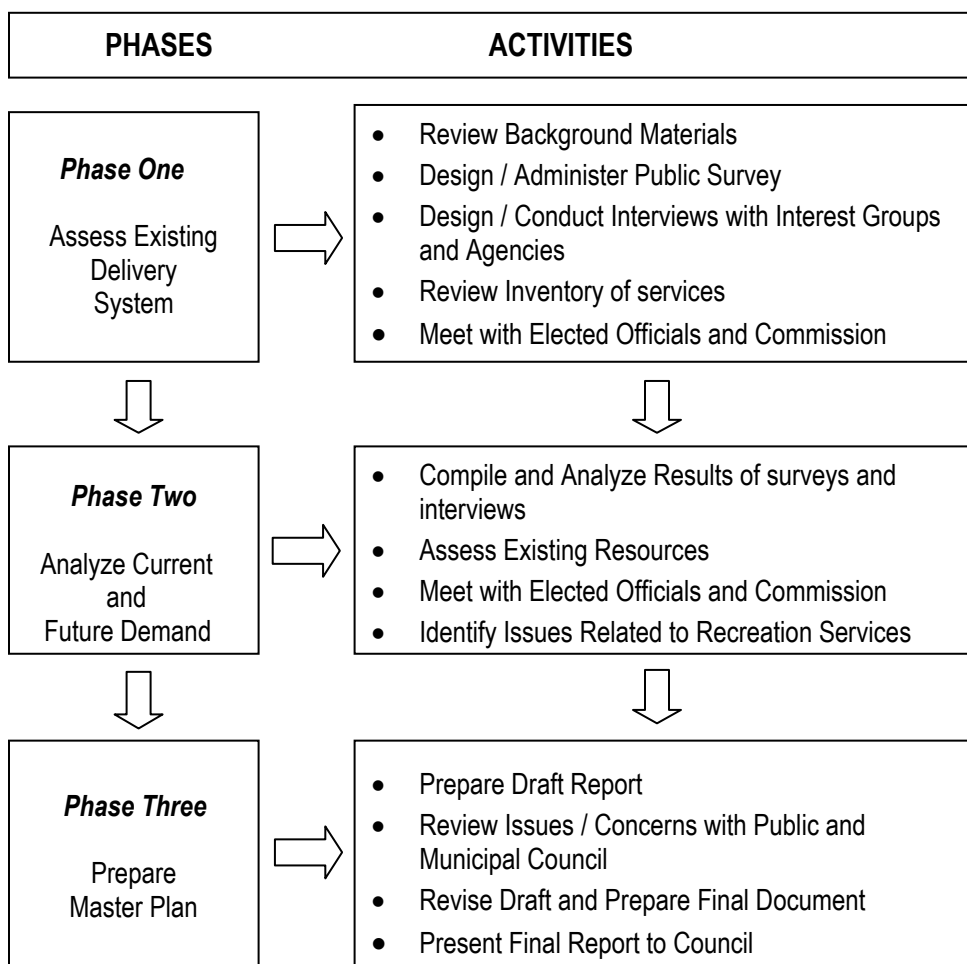 PHASES ACTIVITIES
Phase One
Assess Existing
Delivery
System
• Review Background Materials
• Design / Administer Public Survey
• Design / Conduct Interviews with Interest Groups
and Agencies
• Review Inventory of services
• Meet with Elected Officials and Commission
Phase Two
Analyze Current
and
Future Demand
• Compile and Analyze Results of surveys and
interviews
• Assess Existing Resources
• Meet with Elected Officials and Commission
• Identify Issues Related to Recreation Services
Phase Three
Prepare
Master Plan
• Prepare Draft Report
• Review Issues / Concerns with Public and
Municipal Council
• Revise Draft and Prepare Final Document
• Present Final Report to Council